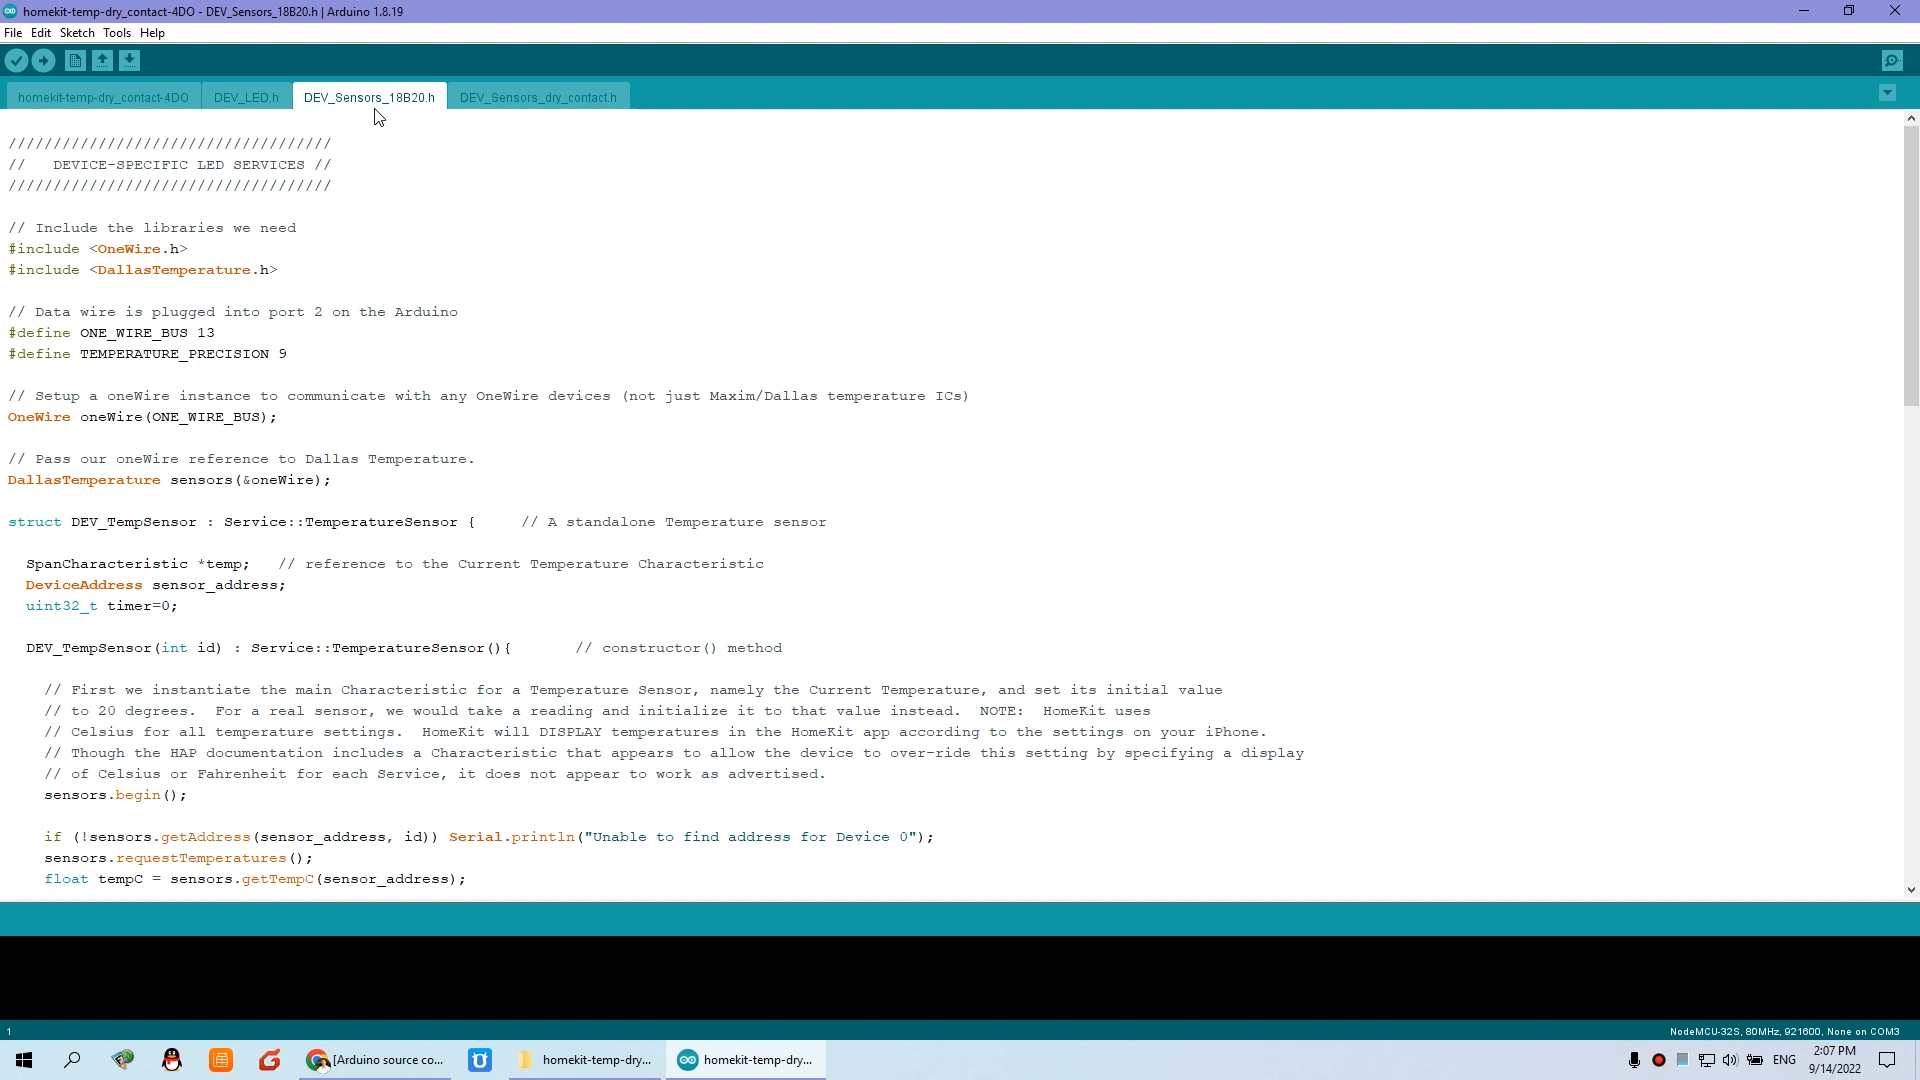 homekit-temp-dry_contact-4DO - DEV_Sensors_18B20.h | Arduino 1.8.19
File Edit Sketch Tools Help
homekit-temp-dry_contact-4DO DEV_LED.h DEV_Sensors_18B20.h DEV_Sensors_dry_contact.h
////////////////////////////////////
//   DEVICE-SPECIFIC LED SERVICES //
////////////////////////////////////
// Include the libraries we need
#include <OneWire.h>
#include <DallasTemperature.h>
// Data wire is plugged into port 2 on the Arduino
#define ONE_WIRE_BUS 13
#define TEMPERATURE_PRECISION 9
// Setup a oneWire instance to communicate with any OneWire devices (not just Maxim/Dallas temperature ICs)
OneWire oneWire(ONE_WIRE_BUS);
// Pass our oneWire reference to Dallas Temperature.
DallasTemperature sensors(&oneWire);
struct DEV_TempSensor : Service::TemperatureSensor {     // A standalone Temperature sensor
SpanCharacteristic *temp;   // reference to the Current Temperature Characteristic
DeviceAddress sensor_address;
uint32_t timer=0;
DEV_TempSensor(int id) : Service::TemperatureSensor(){       // constructor() method
// First we instantiate the main Characteristic for a Temperature Sensor, namely the Current Temperature, and set its initial value
// to 20 degrees.  For a real sensor, we would take a reading and initialize it to that value instead.  NOTE:  HomeKit uses
// Celsius for all temperature settings.  HomeKit will DISPLAY temperatures in the HomeKit app according to the settings on your iPhone.
// Though the HAP documentation includes a Characteristic that appears to allow the device to over-ride this setting by specifying a display
// of Celsius or Fahrenheit for each Service, it does not appear to work as advertised.
sensors.begin();
if (!sensors.getAddress(sensor_address, id)) Serial.println("Unable to find address for Device 0");
sensors.requestTemperatures();
float tempC = sensors.getTempC(sensor_address);
1
NodeMCU-32S, 80MHz, 921600, None on COM3
[Arduino source co... homekit-temp-dry... homekit-temp-dry...
ENG
2:07 PM
9/14/2022